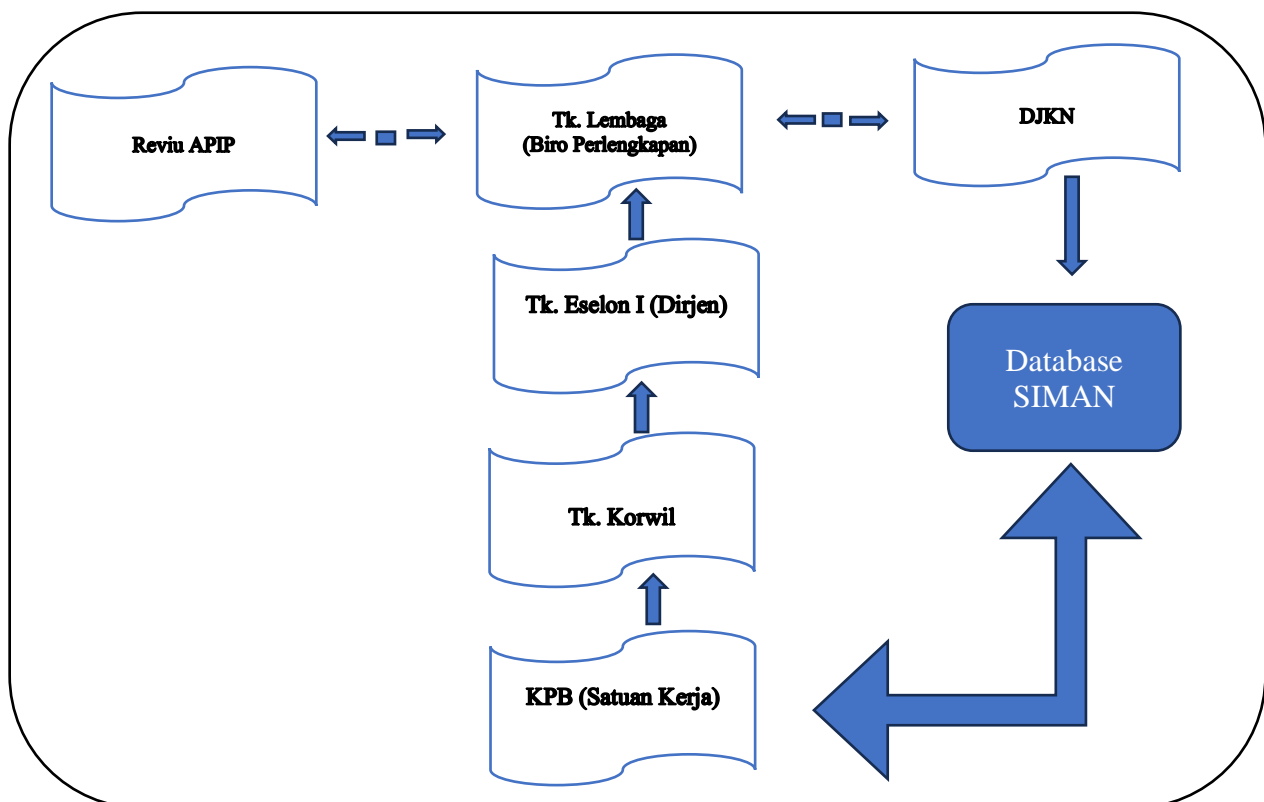 Reviu APIP
Tk. Lembaga
(Biro Perlengkapan)
DJKN
Tk. Eselon I (Dirjen)
Database
SIMAN
Tk. Korwil
KPB (Satuan Kerja)